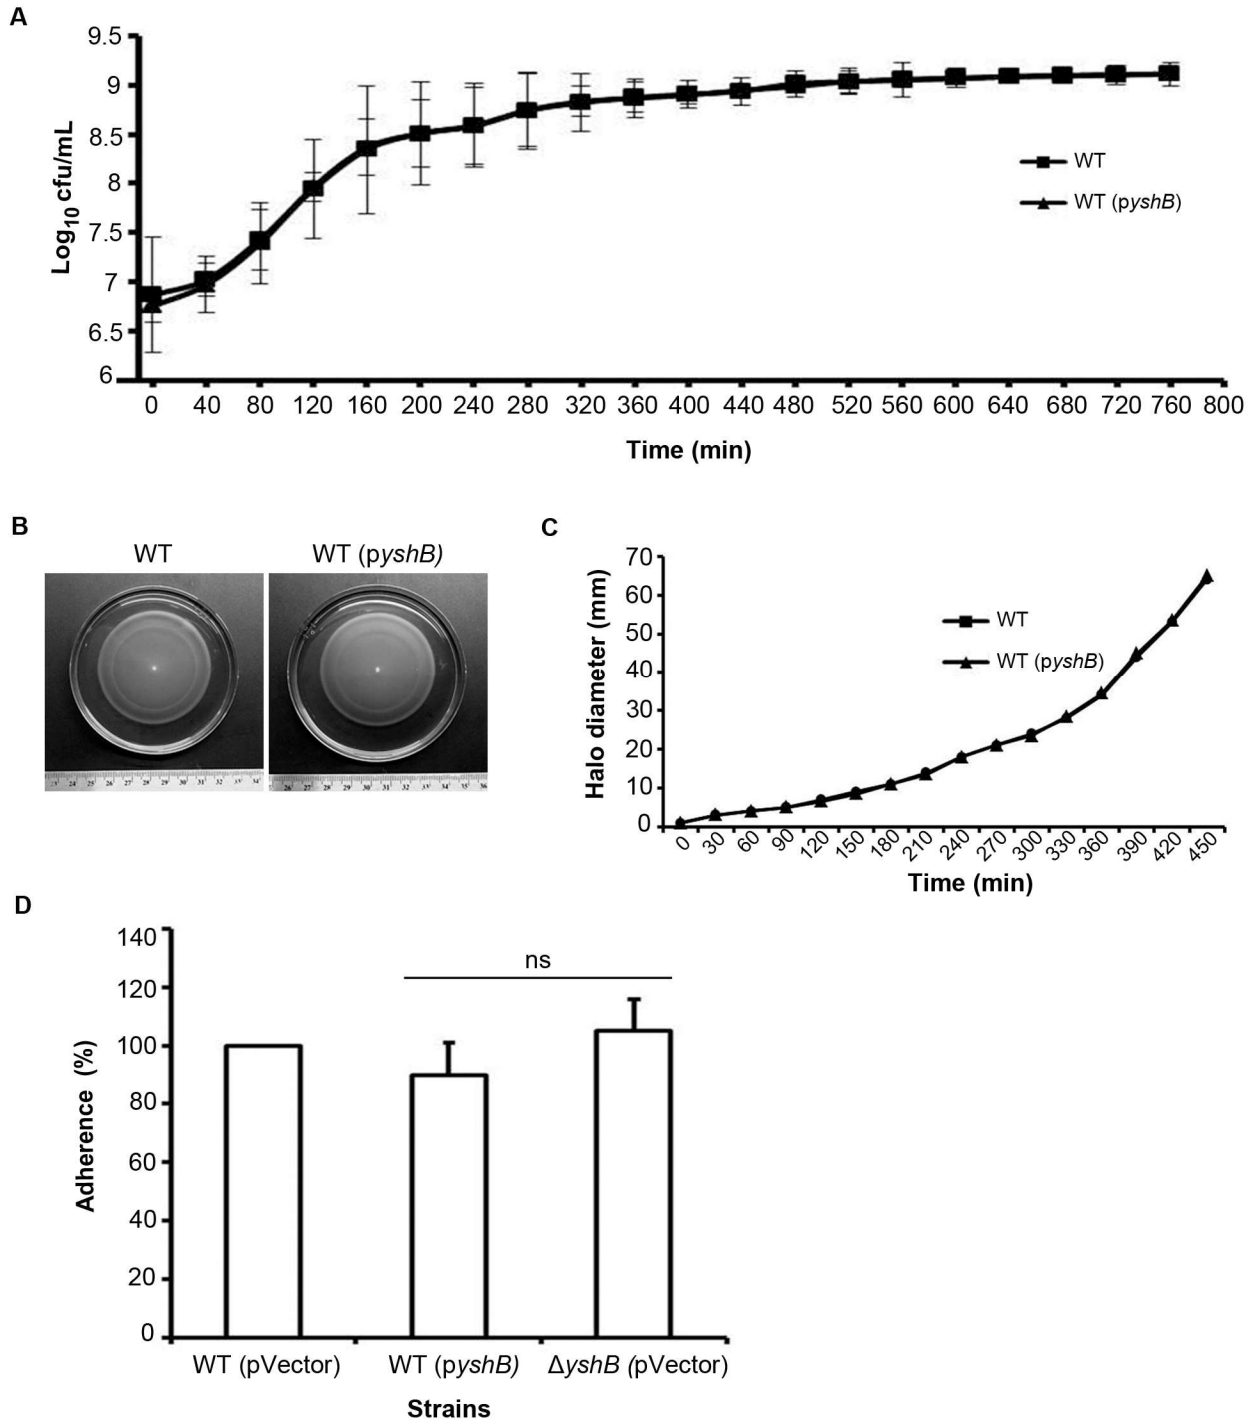 A
9.5
9
8.5
8
7.5
7
6.5
6
Log10 cfu/mL
WT
WT (pyshB)
0 40 80 120 160 200 240 280 320 360 400 440 480 520 560 600 640 680 720 760 800
Time (min)
B
WT
WT (pyshB)
C
70
60
50
40
30
20
10
0
Halo diameter (mm)
WT
WT (pyshB)
0 30 60 90 120 150 180 210 240 270 300 330 360 390 420 450
Time (min)
D
140
120
100
80
60
40
20
0
Adherence (%)
ns
WT (pVector) WT (pyshB) ΔyshB (pVector)
Strains